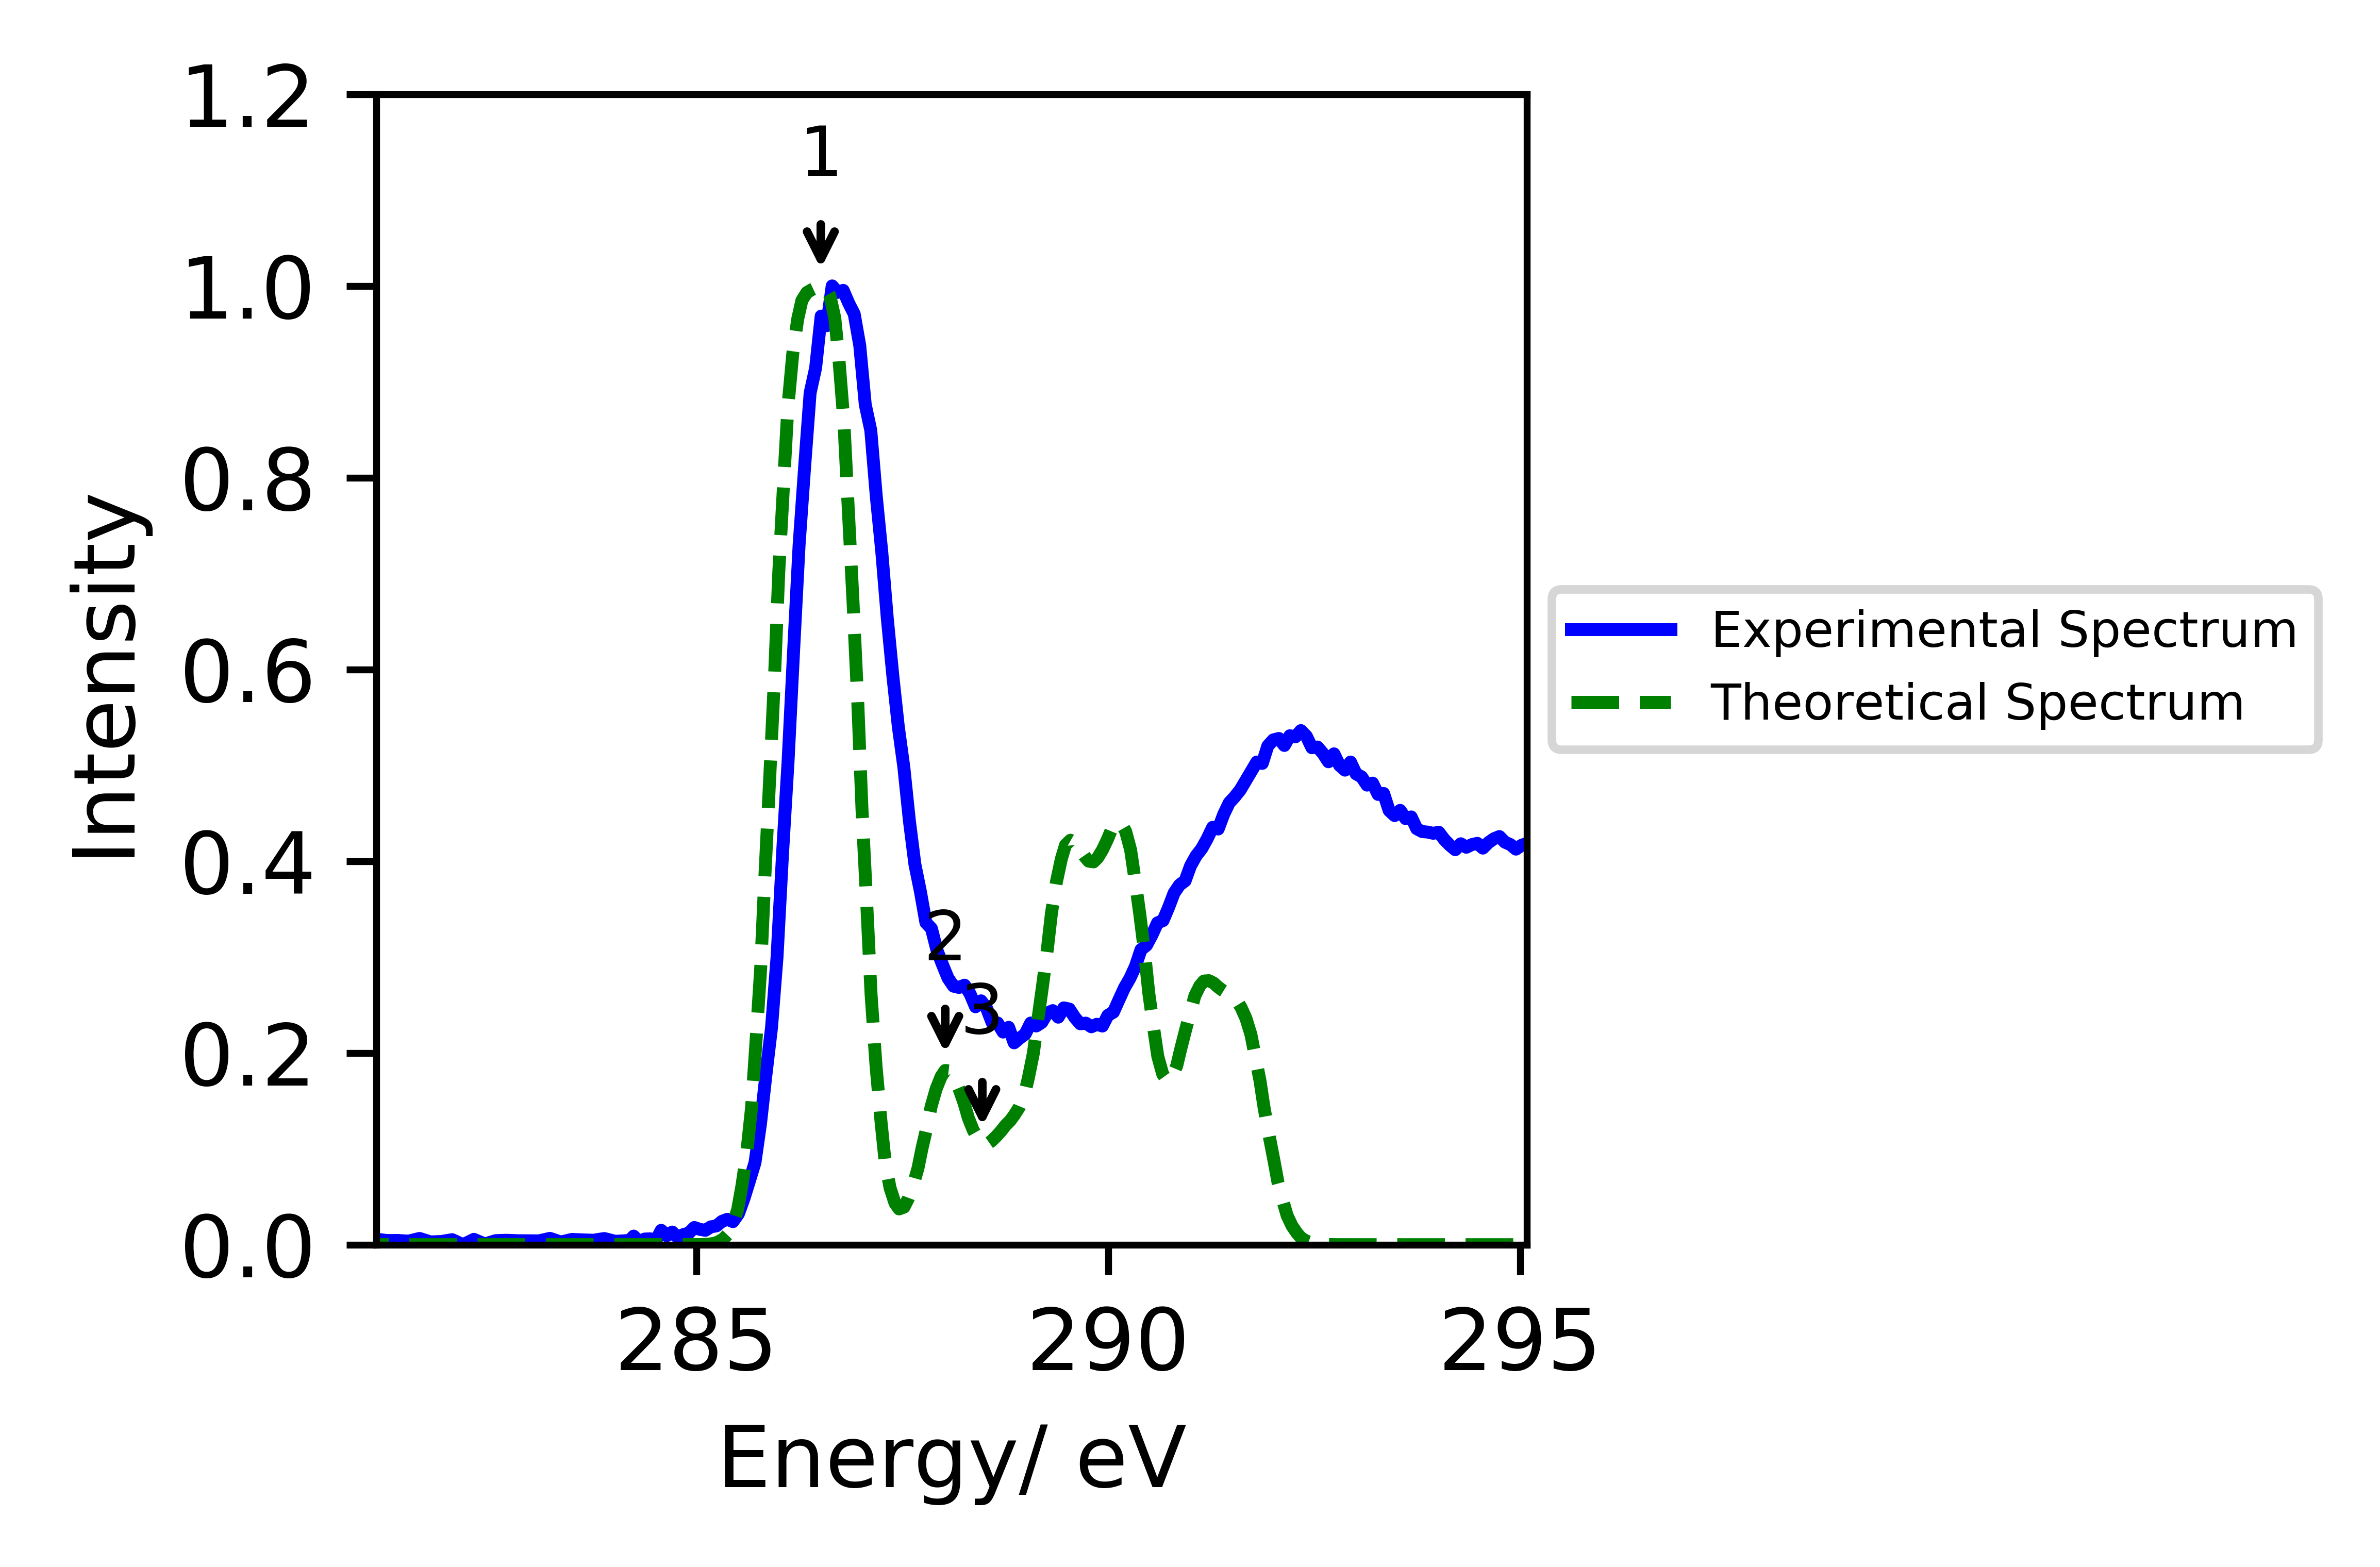 1.2
1.0
0.8
0.6
0.4
0.2
0.0
Intensity
1
2
3
Experimental Spectrum
Theoretical Spectrum
285 290 295
Energy/ eV